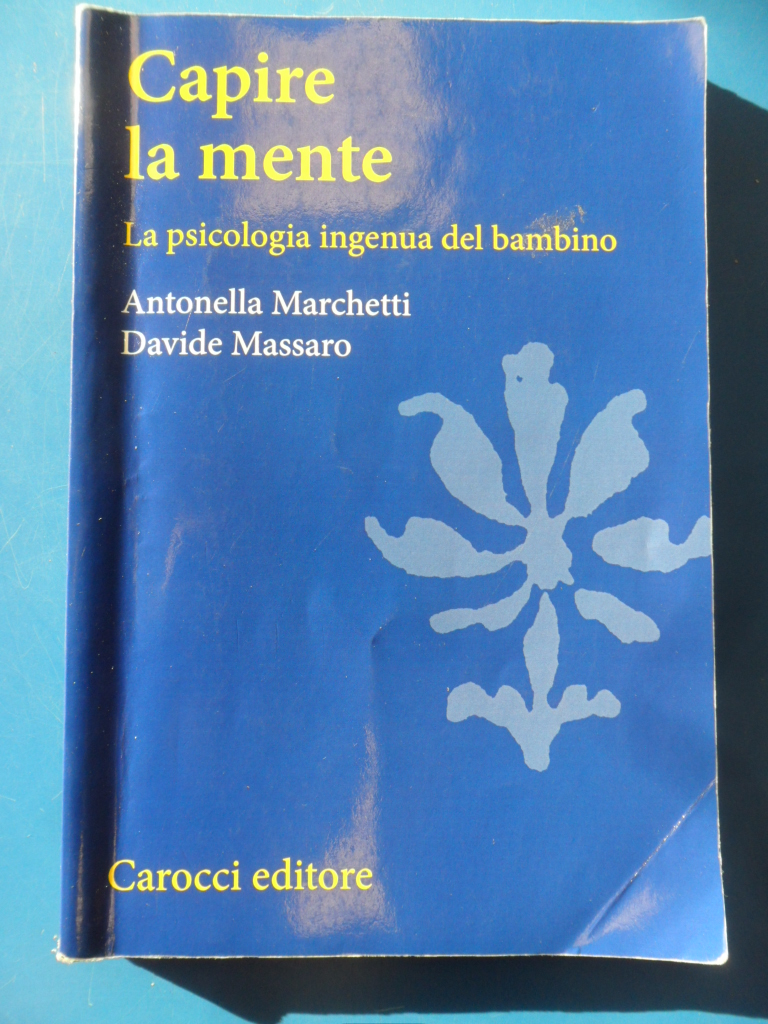 Capire
la mente
La psicologia ingenua del bambino
Antonella Marchetti
Davide Massaro
Carocci editore